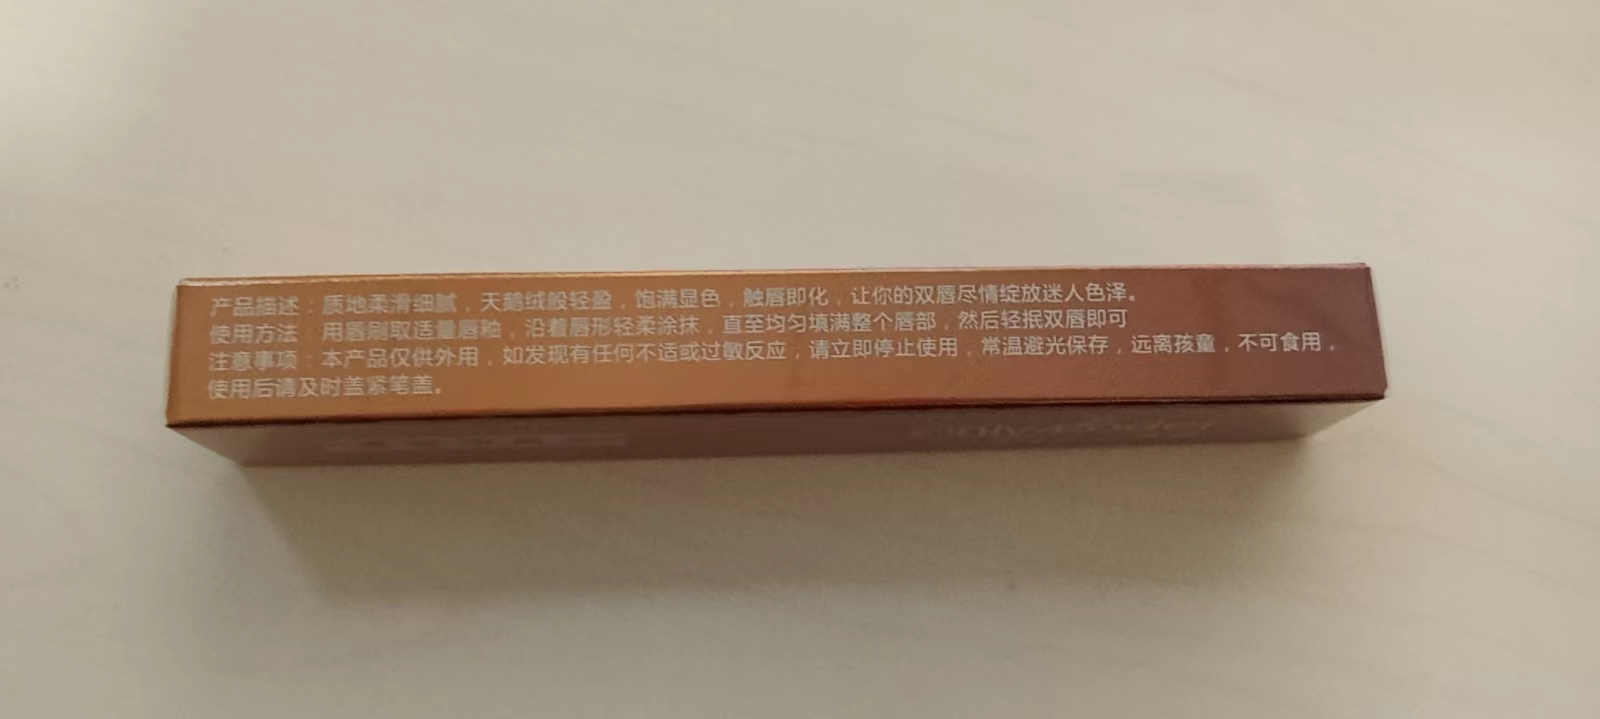 产品描述：质地柔滑细腻，天鹅绒般轻盈，饱满显色，触唇即化，让你的双唇尽情绽放迷人色泽。
使用方法：用唇刷取适量唇釉，沿着唇形轻柔涂抹，直至均匀填满整个唇部，然后轻抿双唇即可
注意事项：本产品仅供外用，如发现有任何不适或过敏反应，请立即停止使用，常温避光保存，远离孩童，不可食用，
使用后请及时盖紧笔盖。